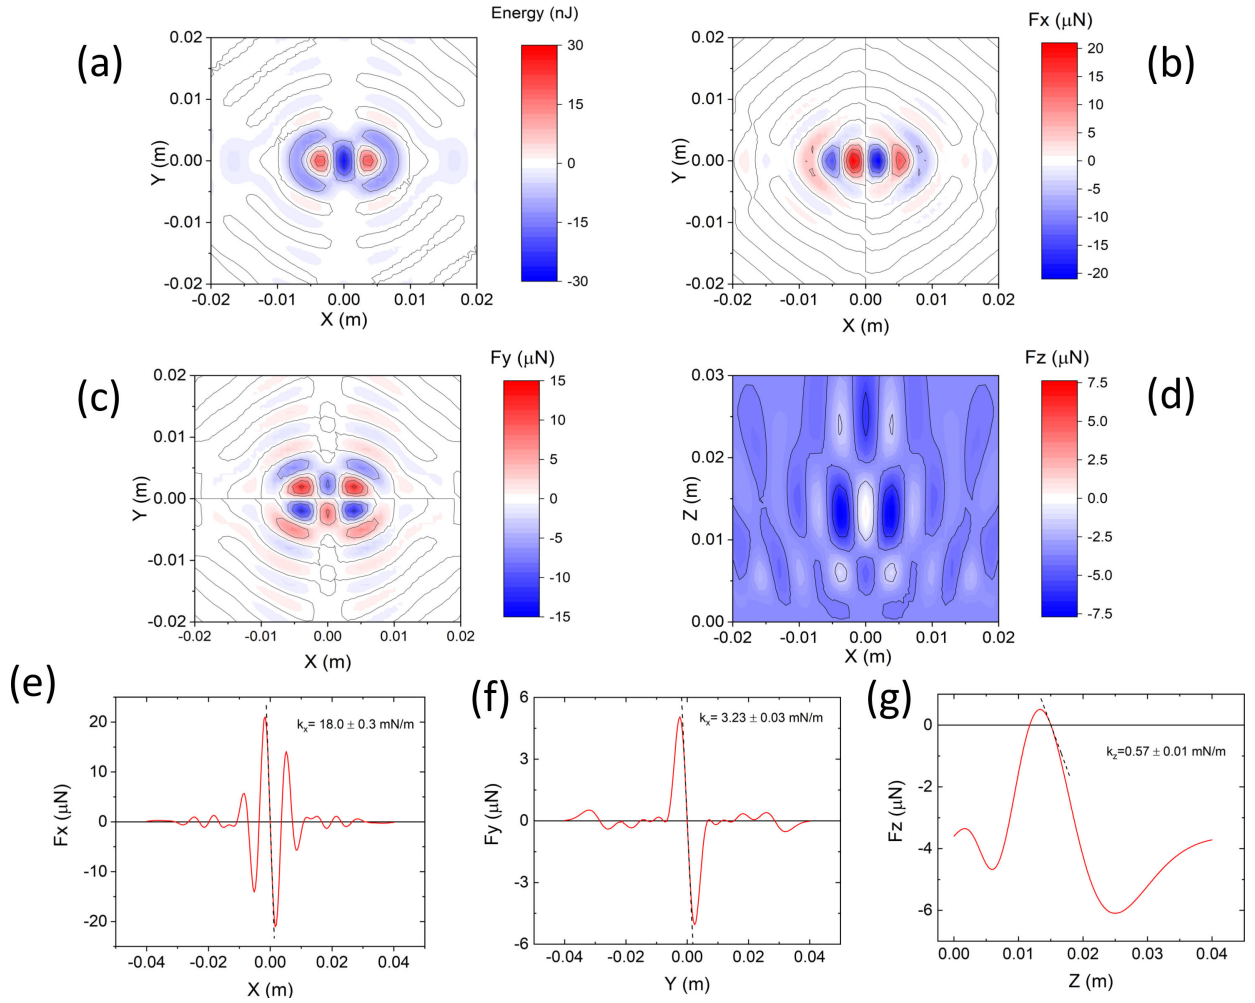 (a)
Energy (nJ)
0.02
0.01
0.00
-0.01
-0.02
Y (m)
-0.02 -0.01 0.00 0.01 0.02
X (m)
30
15
0
-15
-30
Fx (μN)
(b)
0.02
0.01
0.00
-0.01
-0.02
Y (m)
-0.02 -0.01 0.00 0.01 0.02
X (m)
20
15
10
5
0
-5
-10
-15
-20
(c)
Fy (μN)
0.02
0.01
0.00
-0.01
-0.02
Y (m)
-0.02 -0.01 0.00 0.01 0.02
X (m)
15
10
5
0
-5
-10
-15
Fz (μN)
(d)
0.03
0.02
0.01
0.00
Z (m)
-0.02 -0.01 0.00 0.01 0.02
X (m)
7.5
5.0
2.5
0.0
-2.5
-5.0
-7.5
(e)
kx= 18.0 ± 0.3 mN/m
20
10
0
-10
-20
Fx (μN)
-0.04 -0.02 0.00 0.02 0.04
X (m)
(f)
kx= 3.23 ± 0.03 mN/m
6
3
0
-3
-6
Fy (μN)
-0.04 -0.02 0.00 0.02 0.04
Y (m)
(g)
kz=0.57 ± 0.01 mN/m
0
-2
-4
-6
Fz (μN)
0.00 0.01 0.02 0.03 0.04
Z (m)